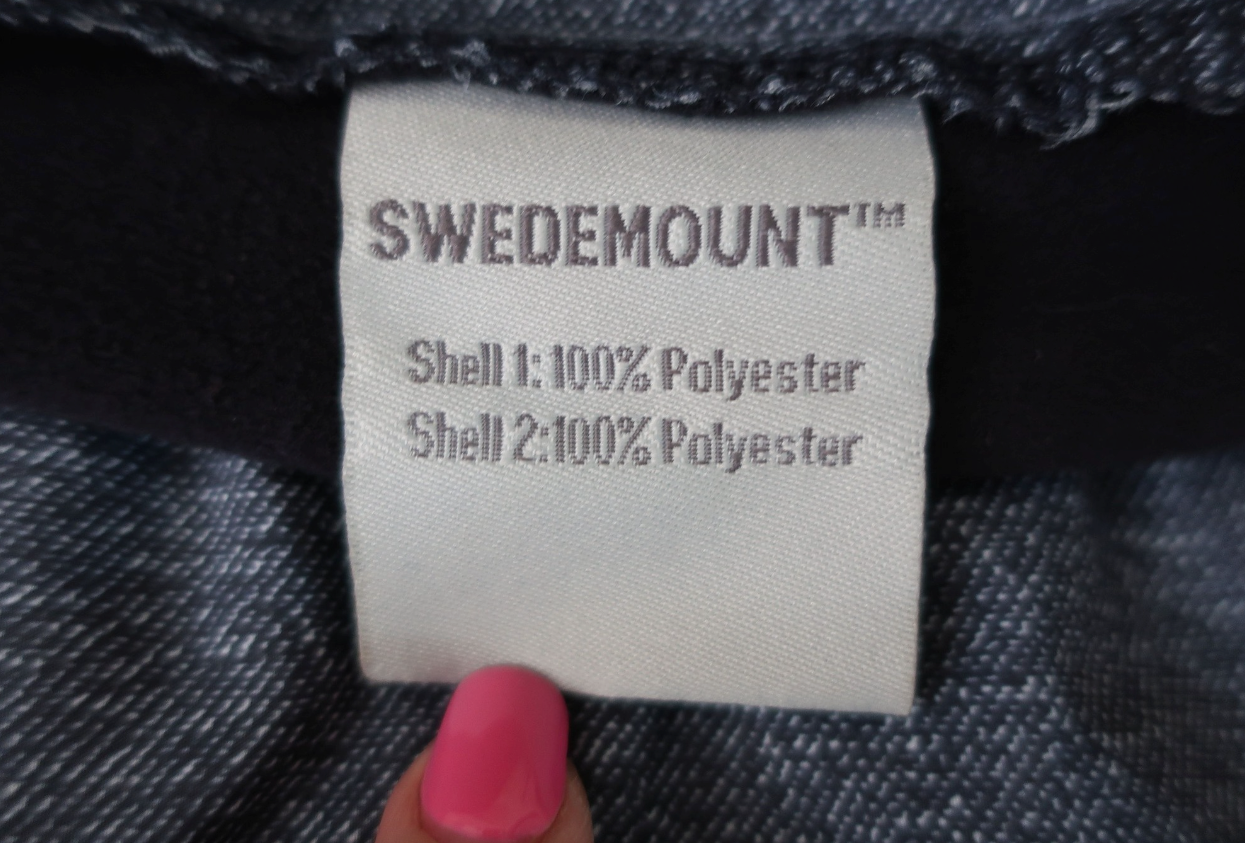 SWEDEMOUNT™
Shell 1: 100% Polyester
Shell 2:100% Polyester